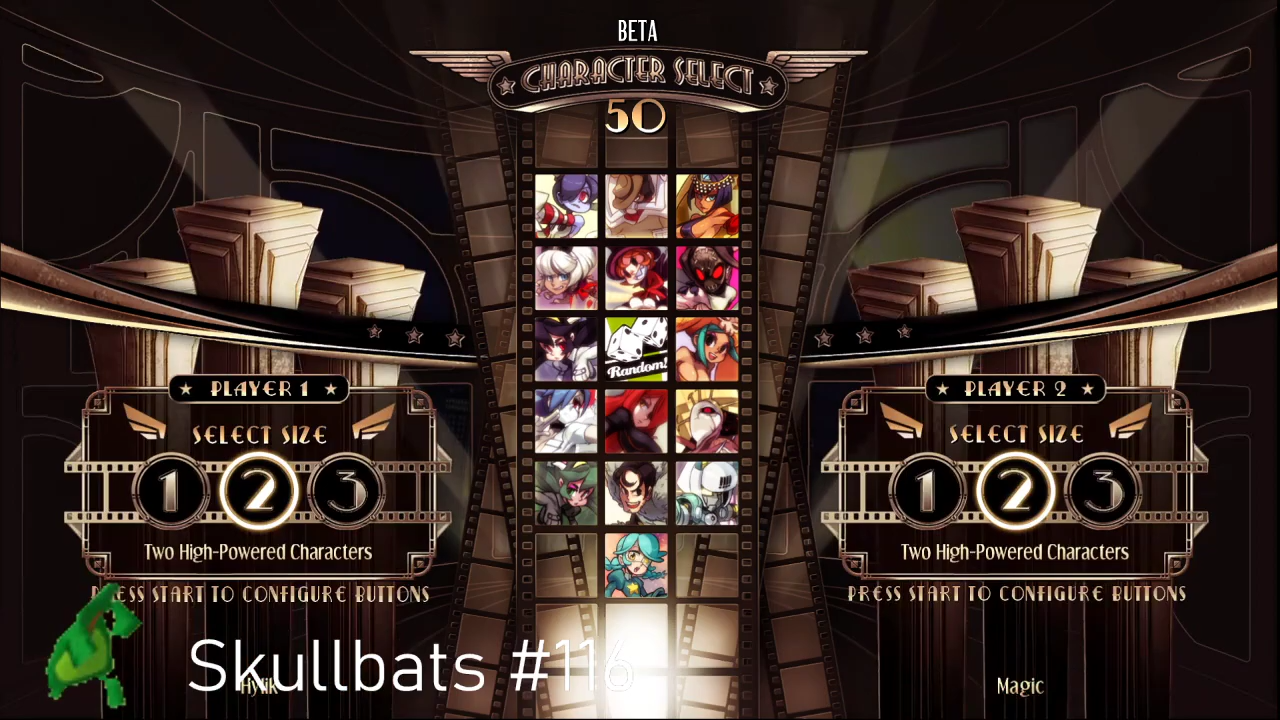 BETA
CHARACTER SELECT
50
Random!
PLAYER 1
SELECT SIZE
1 2 3
Two High-Powered Characters
PRESS START TO CONFIGURE BUTTONS
PLAYER 2
SELECT SIZE
1 2 3
Two High-Powered Characters
PRESS START TO CONFIGURE BUTTONS
Skullbats #116
Hylik
Magic